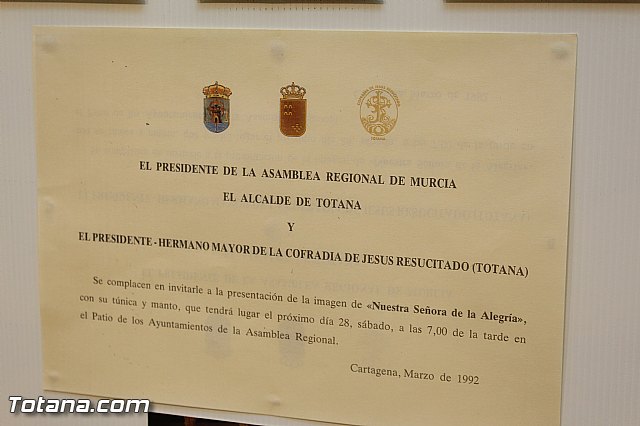 TOTANA
EL PRESIDENTE DE LA ASAMBLEA REGIONAL DE MURCIA
EL ALCALDE DE TOTANA
Y
EL PRESIDENTE-HERMANO MAYOR DE LA COFRADIA DE JESUS RESUCITADO (TOTANA)
Se complacen en invitarle a la presentación de la imagen de «Nuestra Señora de la Alegría»,
con su túnica y manto, que tendrá lugar el próximo día 28, sábado, a las 7,00 de la tarde en
el Patio de los Ayuntamientos de la Asamblea Regional.
Cartagena, Marzo de 1992
Totana.com